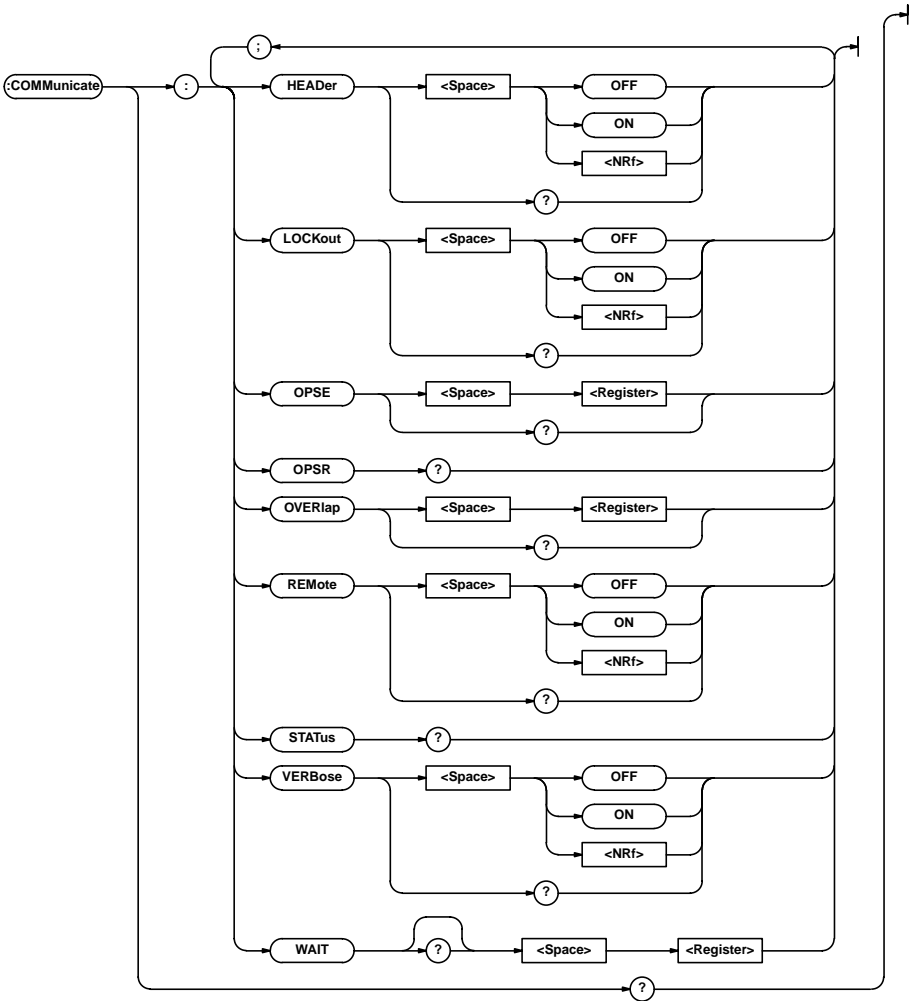 ;
:COMMunicate : HEADer <Space> OFF
ON
<NRf>
?
LOCKout <Space> OFF
ON
<NRf>
?
OPSE <Space> <Register>
?
OPSR ?
OVERlap <Space> <Register>
?
REMote <Space> OFF
ON
<NRf>
?
STATus ?
VERBose <Space> OFF
ON
<NRf>
?
WAIT ? <Space> <Register>
?